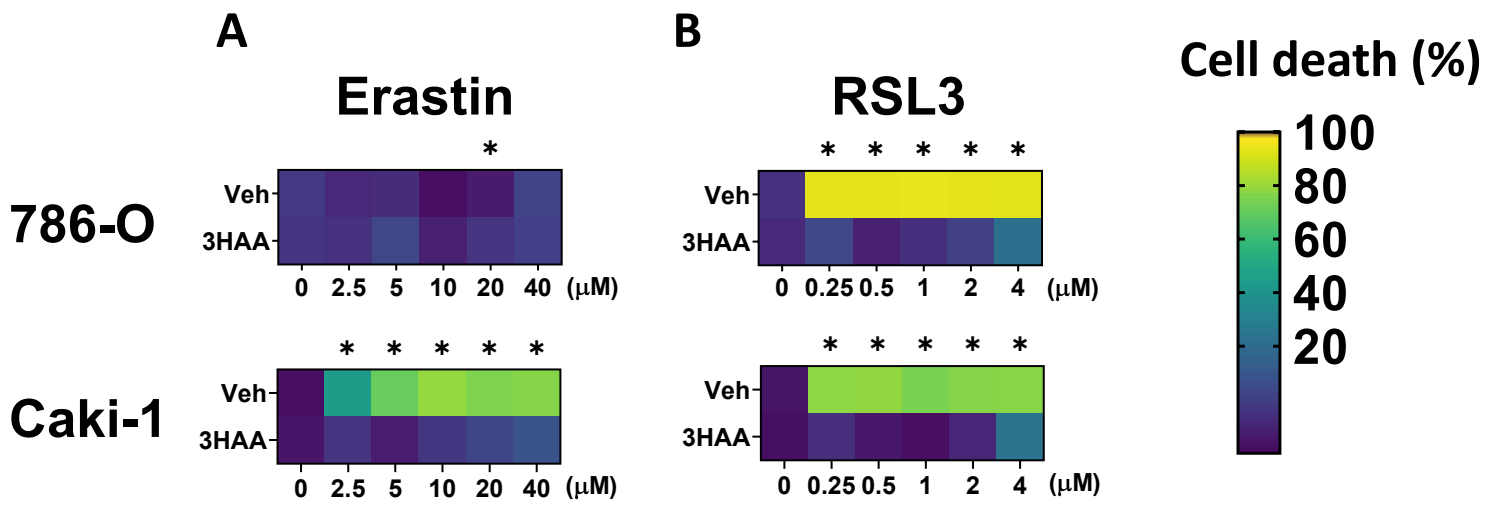 A
B
Cell death (%)
Erastin
RSL3
100
80
60
40
20
*
* * * * *
786-O
Veh
3HAA
0 2.5 5 10 20 40 (μM)
Veh
3HAA
0 0.25 0.5 1 2 4 (μM)
* * * * *
* * * * *
Caki-1
Veh
3HAA
0 2.5 5 10 20 40 (μM)
Veh
3HAA
0 0.25 0.5 1 2 4 (μM)